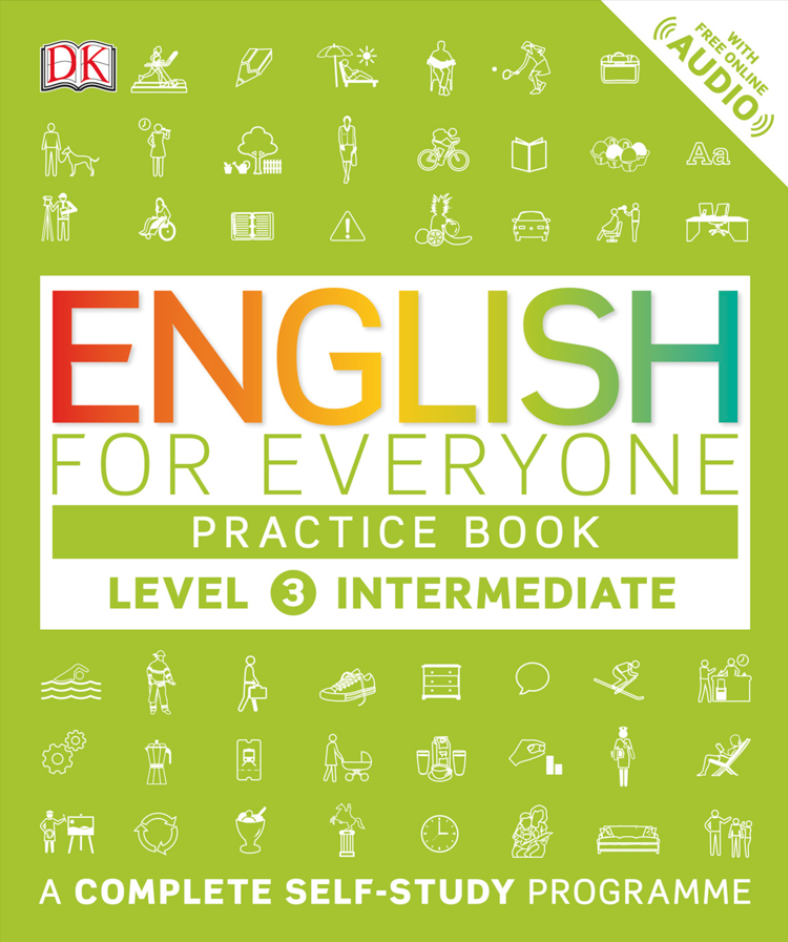 DK
WITH
FREE ONLINE
AUDIO
Aa
ENGLISH
FOR EVERYONE
PRACTICE BOOK
LEVEL 3 INTERMEDIATE
A COMPLETE SELF-STUDY PROGRAMME